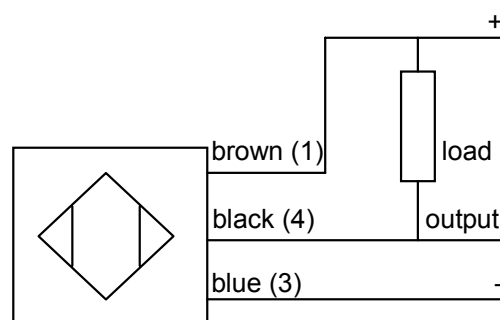 +
brown (1)
load
black (4)
output
blue (3)
-